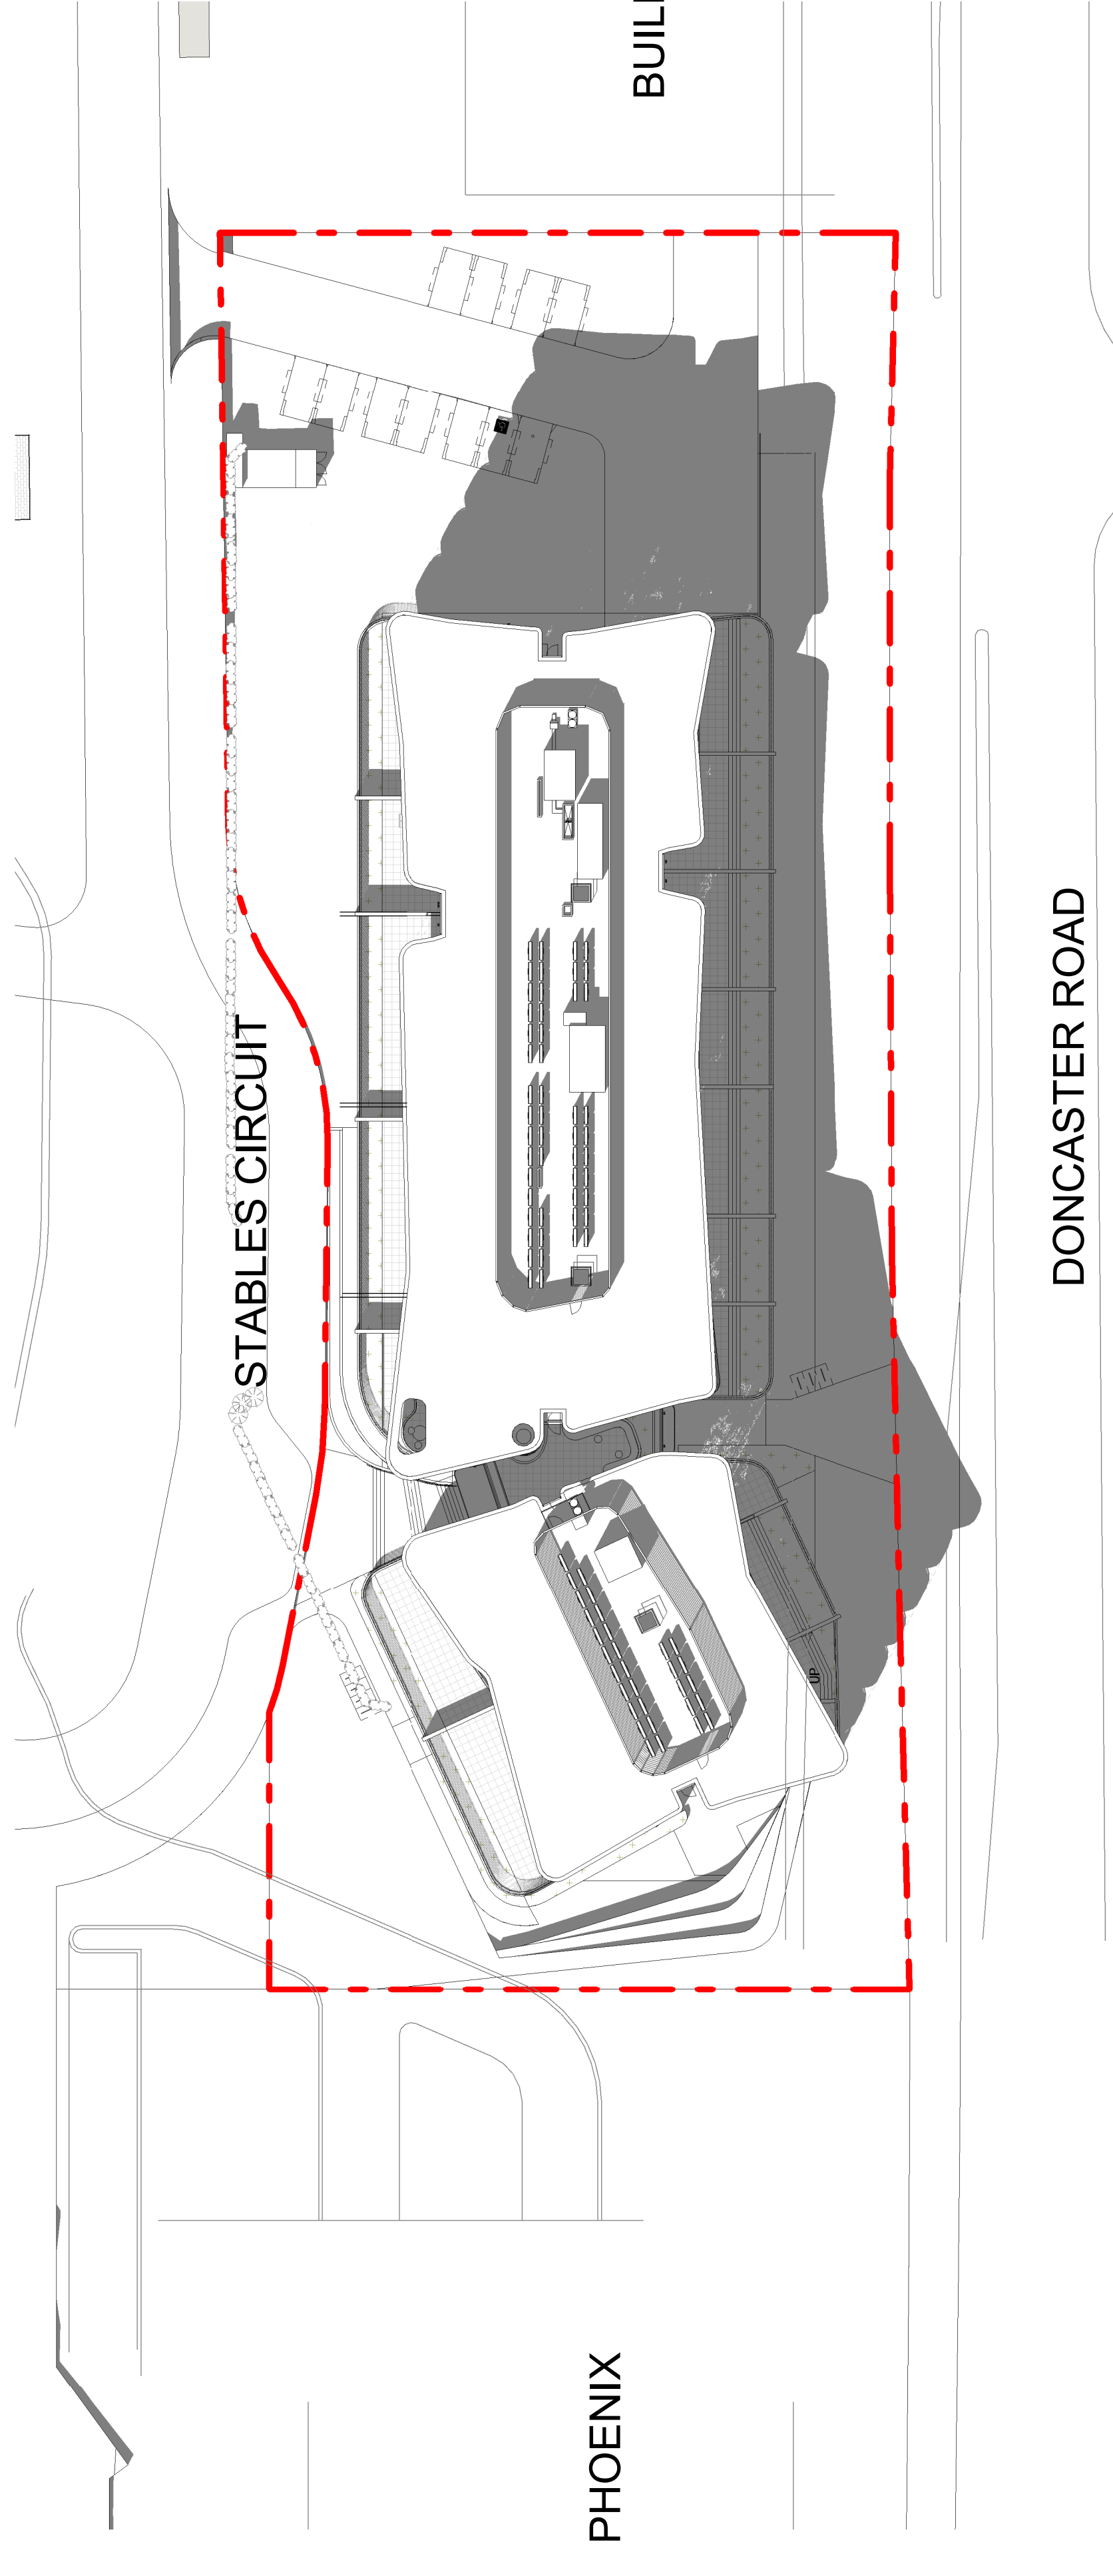 BUIL
STABLES CIRCUIT
DONCASTER ROAD
UP
PHOENIX